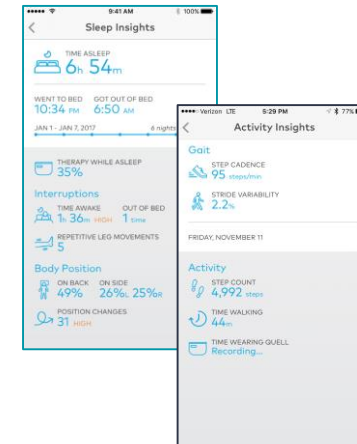 9:41 AM 100%
Sleep Insights
TIME ASLEEP
6h 54m
WENT TO BED GOT OUT OF BED
10:34 PM 6:50 AM
JAN 1 - JAN 7, 2017 6 nights
THERAPY WHILE ASLEEP
35%
Interruptions
TIME AWAKE OUT OF BED
1h 36m HIGH 1 time
REPETITIVE LEG MOVEMENTS
5
Body Position
ON BACK ON SIDE
49% 26%L 25%R
POSITION CHANGES
31 HIGH
Verizon LTE 5:29 PM 77%
Activity Insights
Gait
STEP CADENCE
95 steps/min
STRIDE VARIABILITY
2.2%
FRIDAY, NOVEMBER 11
Activity
STEP COUNT
4,992 steps
TIME WALKING
44m
TIME WEARING QUELL
Recording...